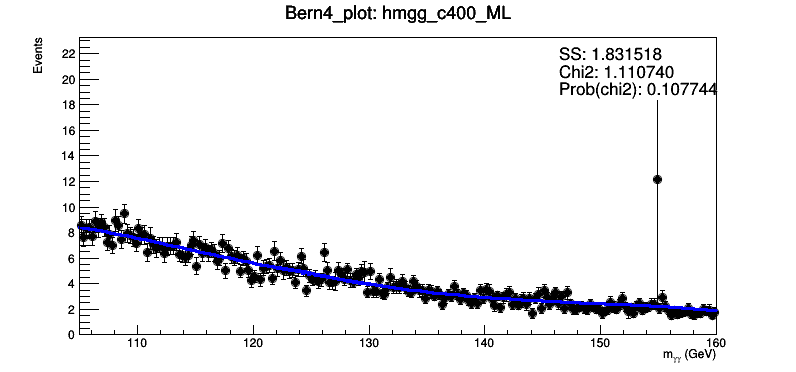 Bern4_plot: hmgg_c400_ML
Events
SS: 1.831518
Chi2: 1.110740
Prob(chi2): 0.107744
22
20
18
16
14
12
10
8
6
4
2
0
110 120 130 140 150 160
mγγ (GeV)